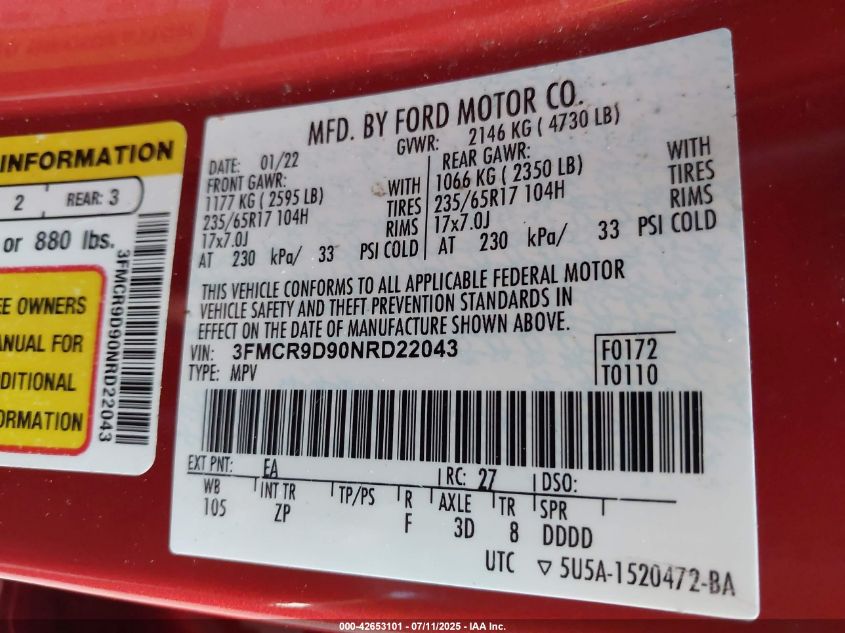 INFORMATION
2 REAR: 3
or 880 lbs.
OWNERS
MANUAL FOR
3FMCR9D90NRD22043
MFD. BY FORD MOTOR CO.
GVWR: 2146 KG ( 4730 LB)
DATE: 01/22
FRONT GAWR: WITH
1177 KG ( 2595 LB) TIRES
235/65R17 104H RIMS
17x7.0J
AT 230 kPa/ 33 PSI COLD
REAR GAWR: WITH
1066 KG ( 2350 LB) TIRES
235/65R17 104H RIMS
17x7.0J
AT 230 kPa/ 33 PSI COLD
THIS VEHICLE CONFORMS TO ALL APPLICABLE FEDERAL MOTOR
VEHICLE SAFETY AND THEFT PREVENTION STANDARDS IN
EFFECT ON THE DATE OF MANUFACTURE SHOWN ABOVE.
VIN: 3FMCR9D90NRD22043
TYPE: MPV
F0172
T0110
EXT PNT: EA RC: 27 DSO:
WB INT TR TP/PS R AXLE TR SPR
105 ZP F 3D 8 DDDD
UTC ▽ 5U5A-1520472-BA
000-42653101 - 07/11/2025 - IAA Inc.